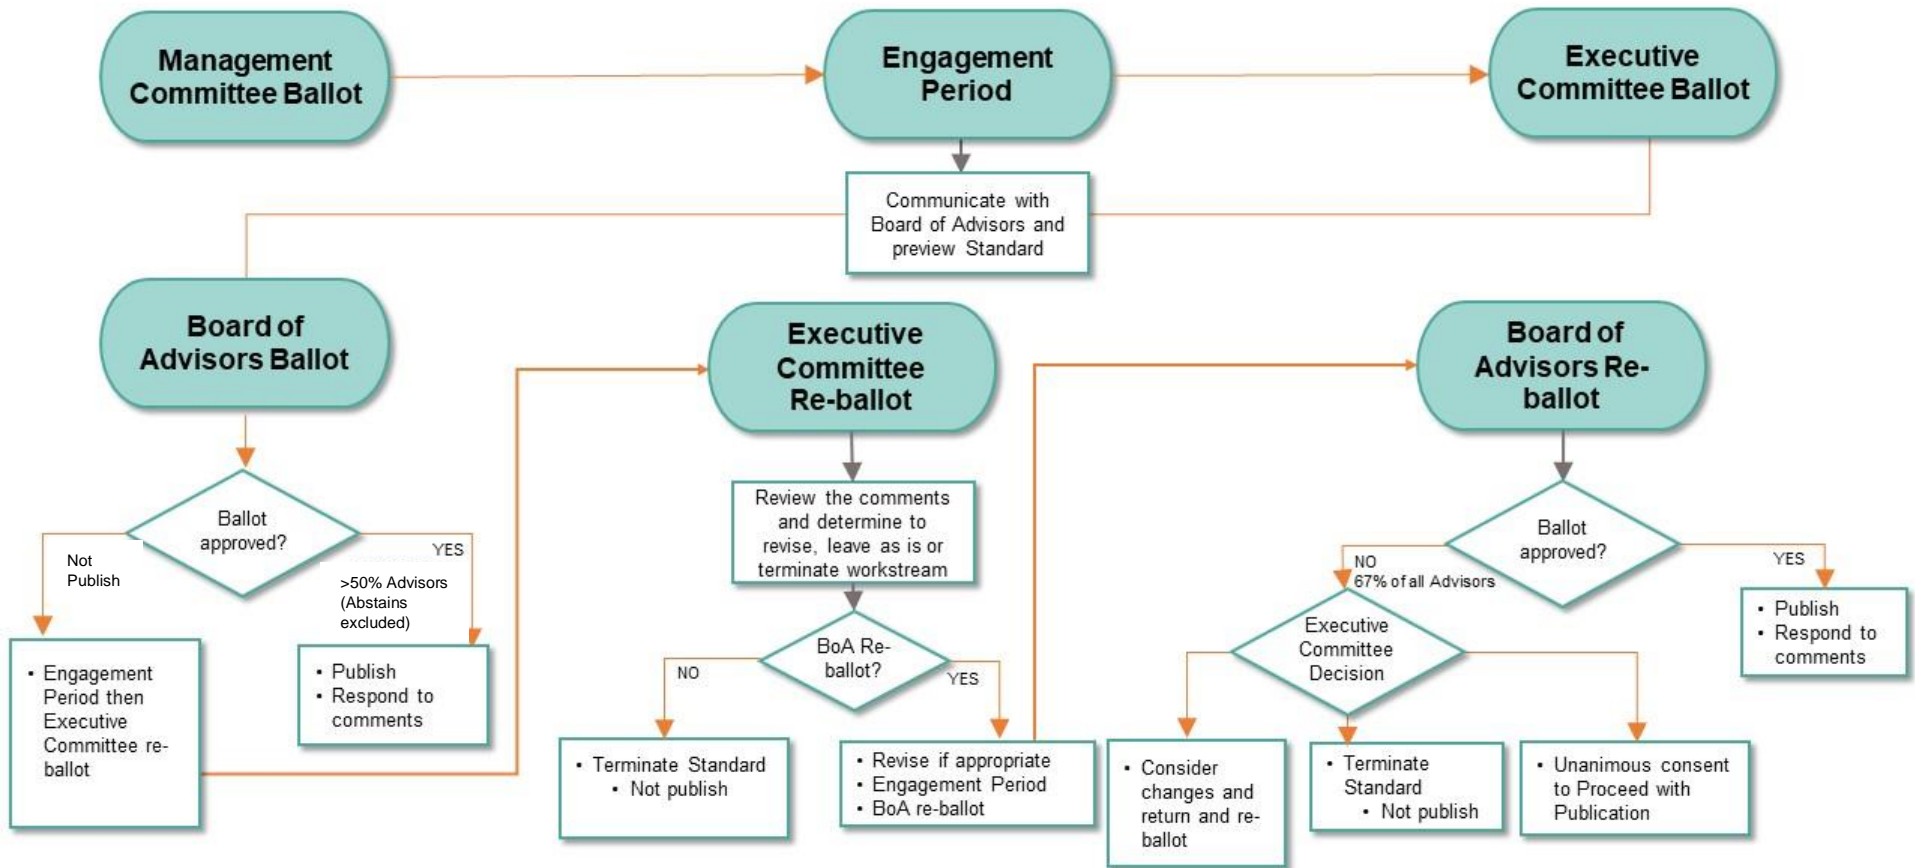 Management
Committee Ballot
Engagement
Period
Executive
Committee Ballot
Communicate with
Board of Advisors and
preview Standard
Board of
Advisors Ballot
Executive
Committee
Re-ballot
Board of
Advisors Re-
ballot
Ballot
approved?
Not
Publish
YES
>50% Advisors
(Abstains
excluded)
• Engagement
Period then
Executive
Committee re-
ballot
• Publish
• Respond to
comments
Review the comments
and determine to
revise, leave as is or
terminate workstream
BoA Re-
ballot?
NO
YES
• Terminate Standard
• Not publish
• Revise if appropriate
• Engagement Period
• BoA re-ballot
Ballot
approved?
NO
67% of all Advisors
YES
• Publish
• Respond to
comments
Executive
Committee
Decision
• Consider
changes and
return and re-
ballot
• Terminate
Standard
• Not publish
• Unanimous consent
to Proceed with
Publication